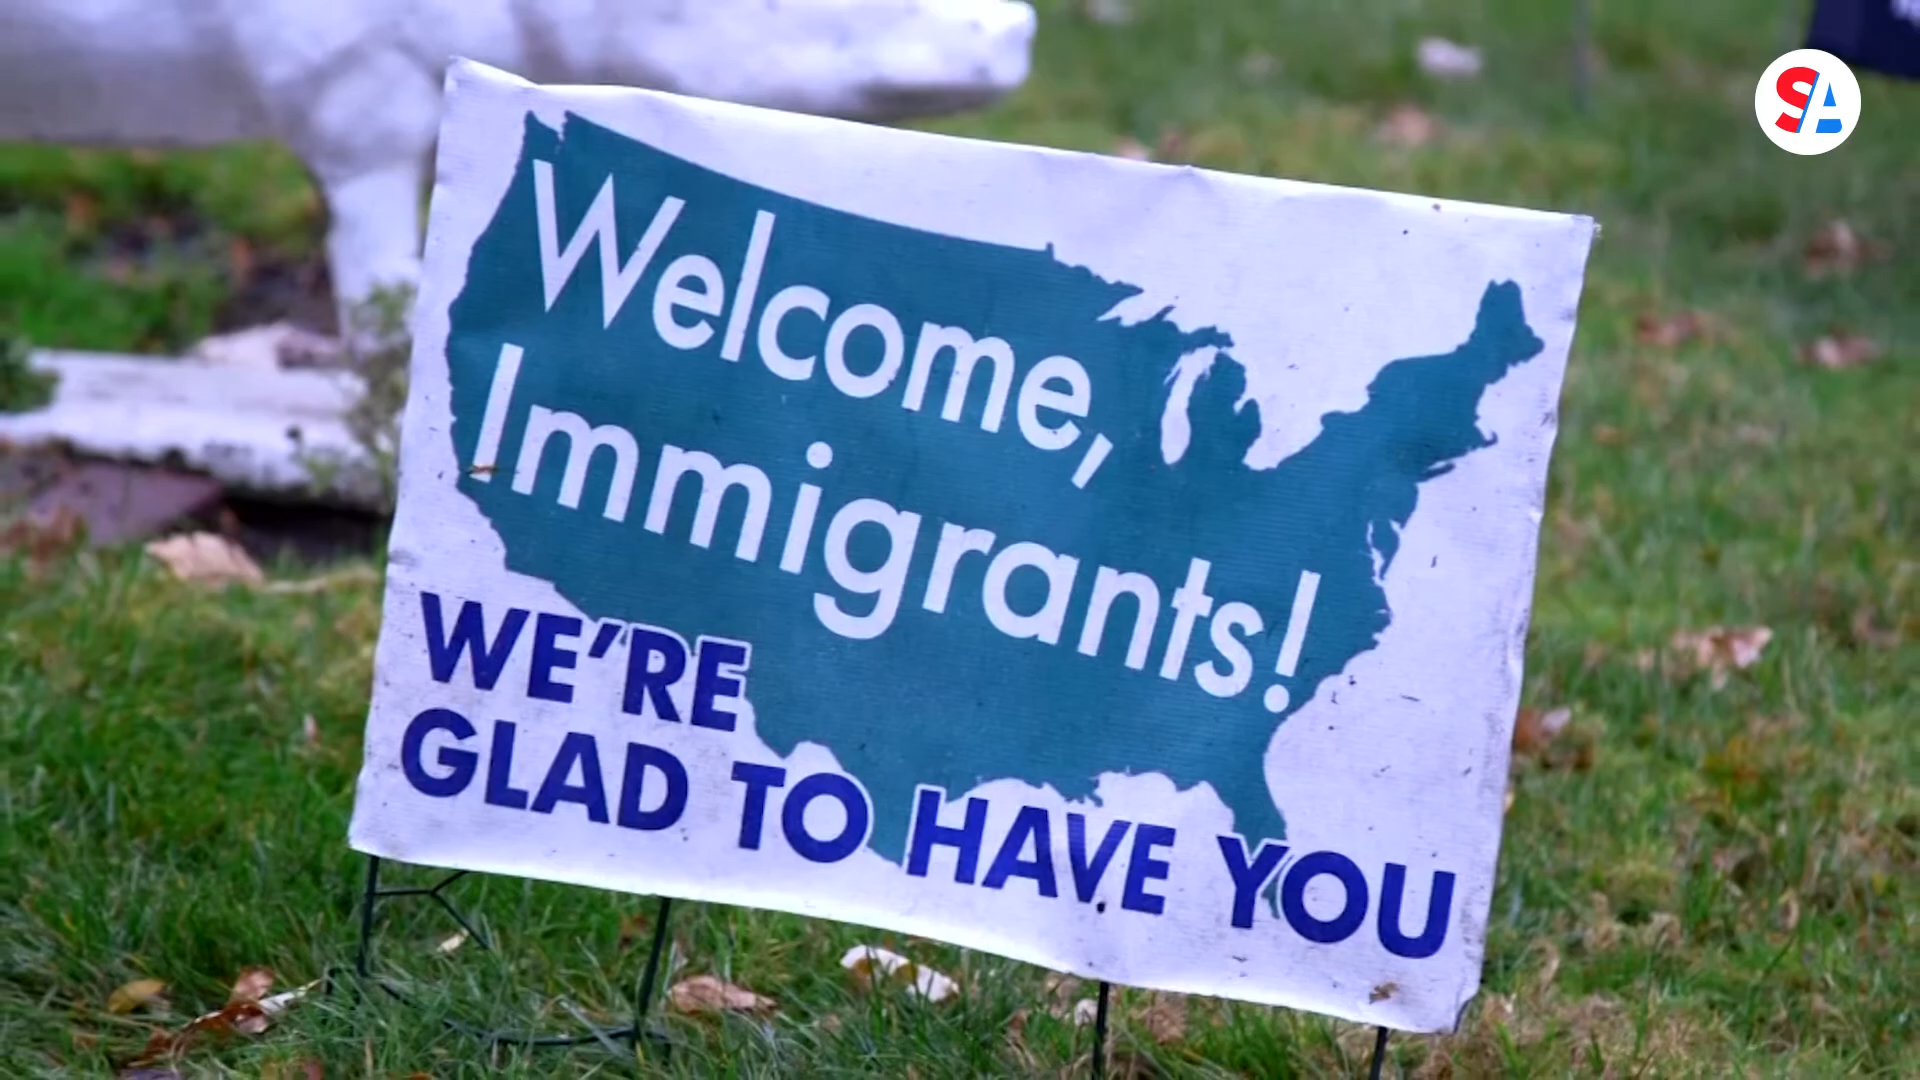 Welcome,
Immigrants!
WE'RE
GLAD TO HAVE YOU
SA